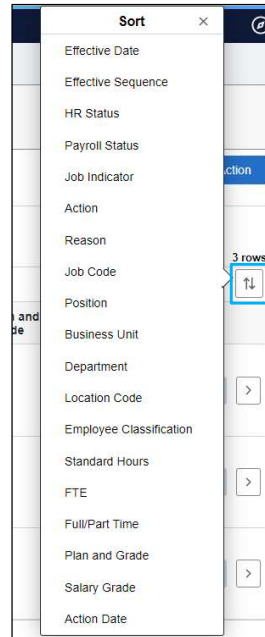 Sort
Effective Date
Effective Sequence
HR Status
Payroll Status
Job Indicator
Action
Reason
Job Code
Position
Business Unit
Department
Location Code
Employee Classification
Standard Hours
FTE
Full/Part Time
Plan and Grade
Salary Grade
Action Date
ction
3 rows
and
de